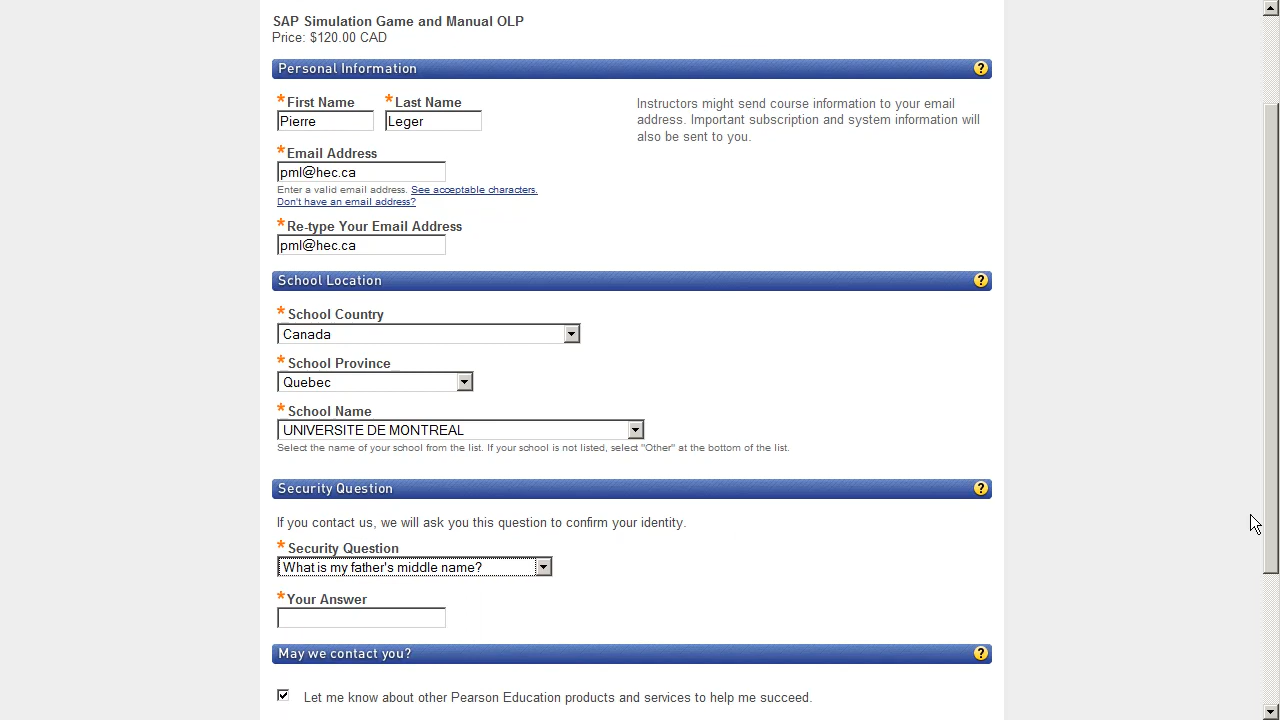 SAP Simulation Game and Manual OLP
Price: $120.00 CAD
Personal Information
?
*First Name *Last Name
Pierre Leger
Instructors might send course information to your email
address. Important subscription and system information will
also be sent to you.
*Email Address
pml@hec.ca
Enter a valid email address. See acceptable characters.
Don't have an email address?
*Re-type Your Email Address
pml@hec.ca
School Location
?
*School Country
Canada
*School Province
Quebec
*School Name
UNIVERSITE DE MONTREAL
Select the name of your school from the list. If your school is not listed, select "Other" at the bottom of the list.
Security Question
?
If you contact us, we will ask you this question to confirm your identity.
*Security Question
What is my father's middle name?
*Your Answer
May we contact you?
?
Let me know about other Pearson Education products and services to help me succeed.